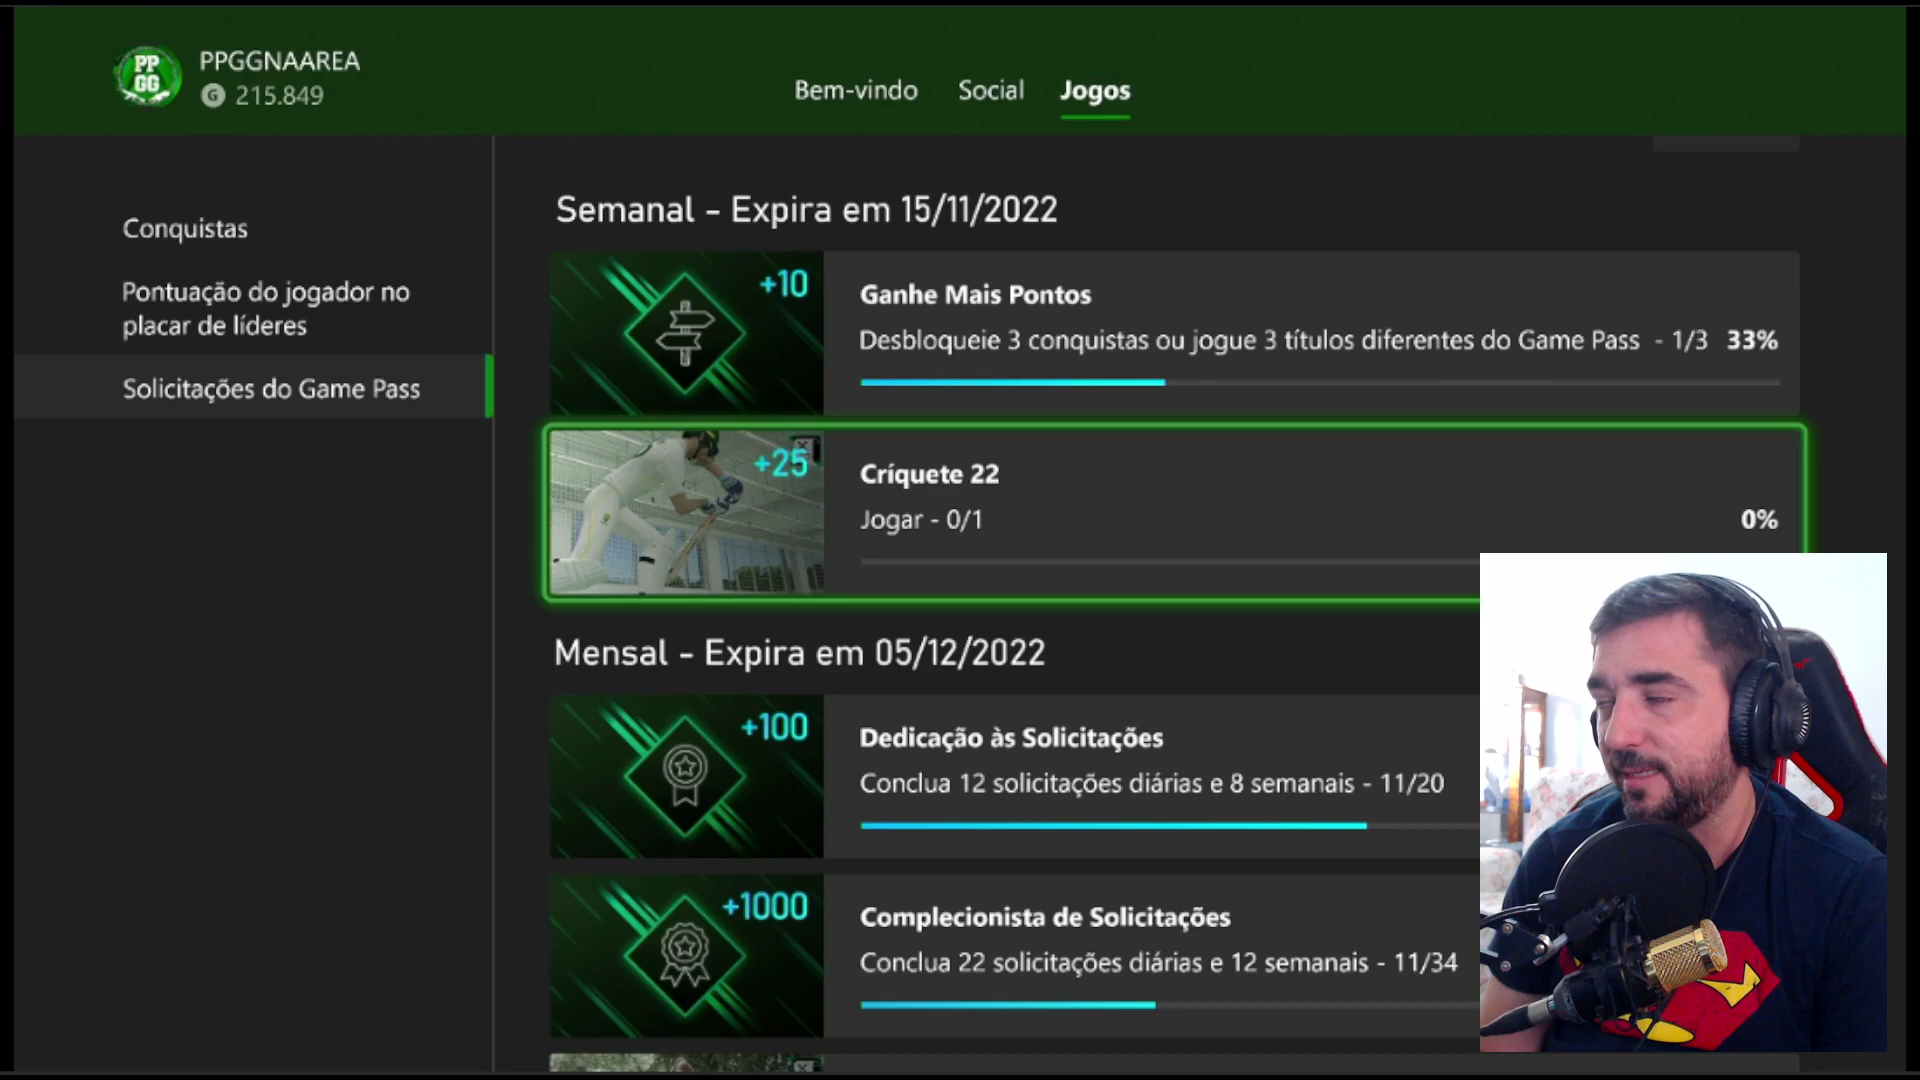 PP
GG
PPGGNAAREA
G 215.849
Bem-vindo
Social
Jogos
Conquistas
Pontuação do jogador no
placar de líderes
Solicitações do Game Pass
Semanal - Expira em 15/11/2022
+10
Ganhe Mais Pontos
Desbloqueie 3 conquistas ou jogue 3 títulos diferentes do Game Pass - 1/3 33%
+25
Críquete 22
Jogar - 0/1
0%
Mensal - Expira em 05/12/2022
+100
Dedicação às Solicitações
Conclua 12 solicitações diárias e 8 semanais - 11/20
+1000
Complecionista de Solicitações
Conclua 22 solicitações diárias e 12 semanais - 11/34